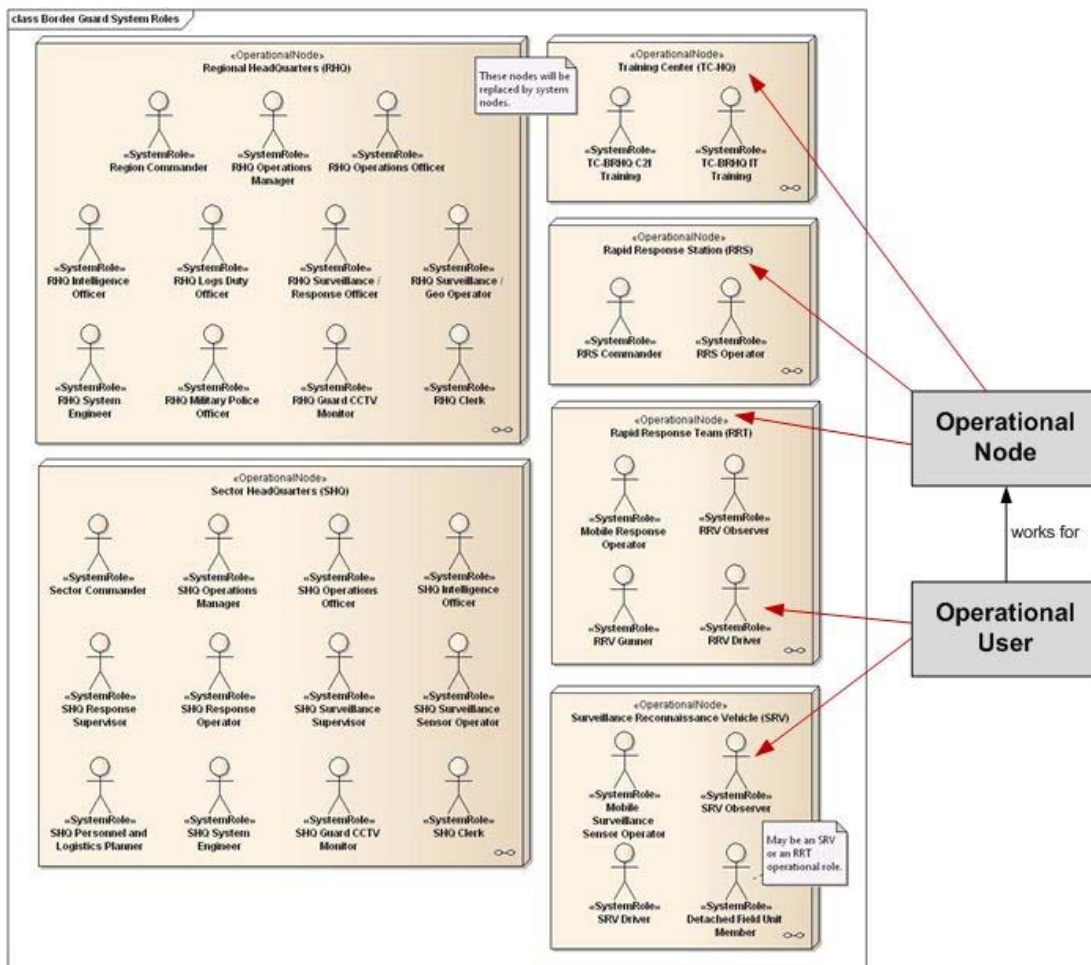 class Border Guard System Roles
«OperationalNode»
Regional HeadQuarters (RHQ)
«SystemRole»
Region Commander
«SystemRole»
RHQ Operations
Manager
«SystemRole»
RHQ Operations Officer
«SystemRole»
RHQ Intelligence
Officer
«SystemRole»
RHQ Logs Duty
Officer
«SystemRole»
RHQ Surveillance /
Response Officer
«SystemRole»
RHQ Surveillance /
Geo Operator
«SystemRole»
RHQ System
Engineer
«SystemRole»
RHQ Military Police
Officer
«SystemRole»
RHQ Guard CCTV
Monitor
«SystemRole»
RHQ Clerk
These nodes will be
replaced by system
nodes.
«OperationalNode»
Training Center (TC-HQ)
«SystemRole»
TC-BRHQ C2I
Training
«SystemRole»
TC-BRHQ IT
Training
«OperationalNode»
Rapid Response Station (RRS)
«SystemRole»
RRS Commander
«SystemRole»
RRS Operator
«OperationalNode»
Rapid Response Team (RRT)
«SystemRole»
Mobile Response
Operator
«SystemRole»
RRV Observer
«SystemRole»
RRV Gunner
«SystemRole»
RRV Driver
«OperationalNode»
Sector HeadQuarters (SHQ)
«SystemRole»
Sector Commander
«SystemRole»
SHQ Operations
Manager
«SystemRole»
SHQ Operations
Officer
«SystemRole»
SHQ Intelligence
Officer
«SystemRole»
SHQ Response
Supervisor
«SystemRole»
SHQ Response
Operator
«SystemRole»
SHQ Surveillance
Supervisor
«SystemRole»
SHQ Surveillance
Sensor Operator
«SystemRole»
SHQ Personnel and
Logistics Planner
«SystemRole»
SHQ System
Engineer
«SystemRole»
SHQ Guard CCTV
Monitor
«SystemRole»
SHQ Clerk
«OperationalNode»
Surveillance Reconnaissance Vehicle (SRV)
«SystemRole»
Mobile
Surveillance
Sensor Operator
«SystemRole»
SRV Observer
May be an SRV
or an RRT
operational role.
«SystemRole»
SRV Driver
«SystemRole»
Detached Field Unit
Member
Operational
Node
works for
Operational
User